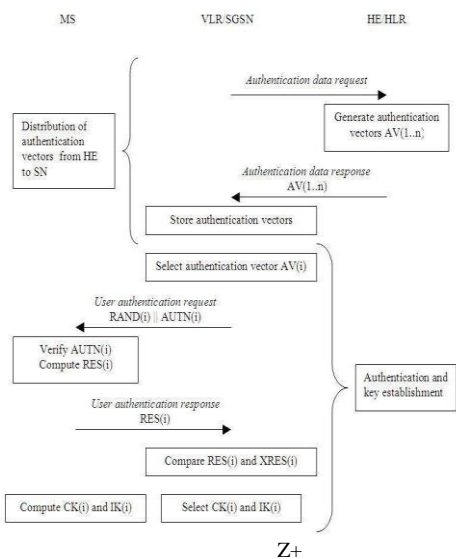 MS VLR/SGSN HE/HLR
Authentication data request
Generate authentication
vectors AV(1..n)
Distribution of
authentication
vectors from HE
to SN
Authentication data response
AV(1..n)
Store authentication vectors
Select authentication vector AV(i)
User authentication request
RAND(i) || AUTN(i)
Verify AUTN(i)
Compute RES(i)
Authentication and
key establishment
User authentication response
RES(i)
Compare RES(i) and XRES(i)
Compute CK(i) and IK(i)
Select CK(i) and IK(i)
Z+